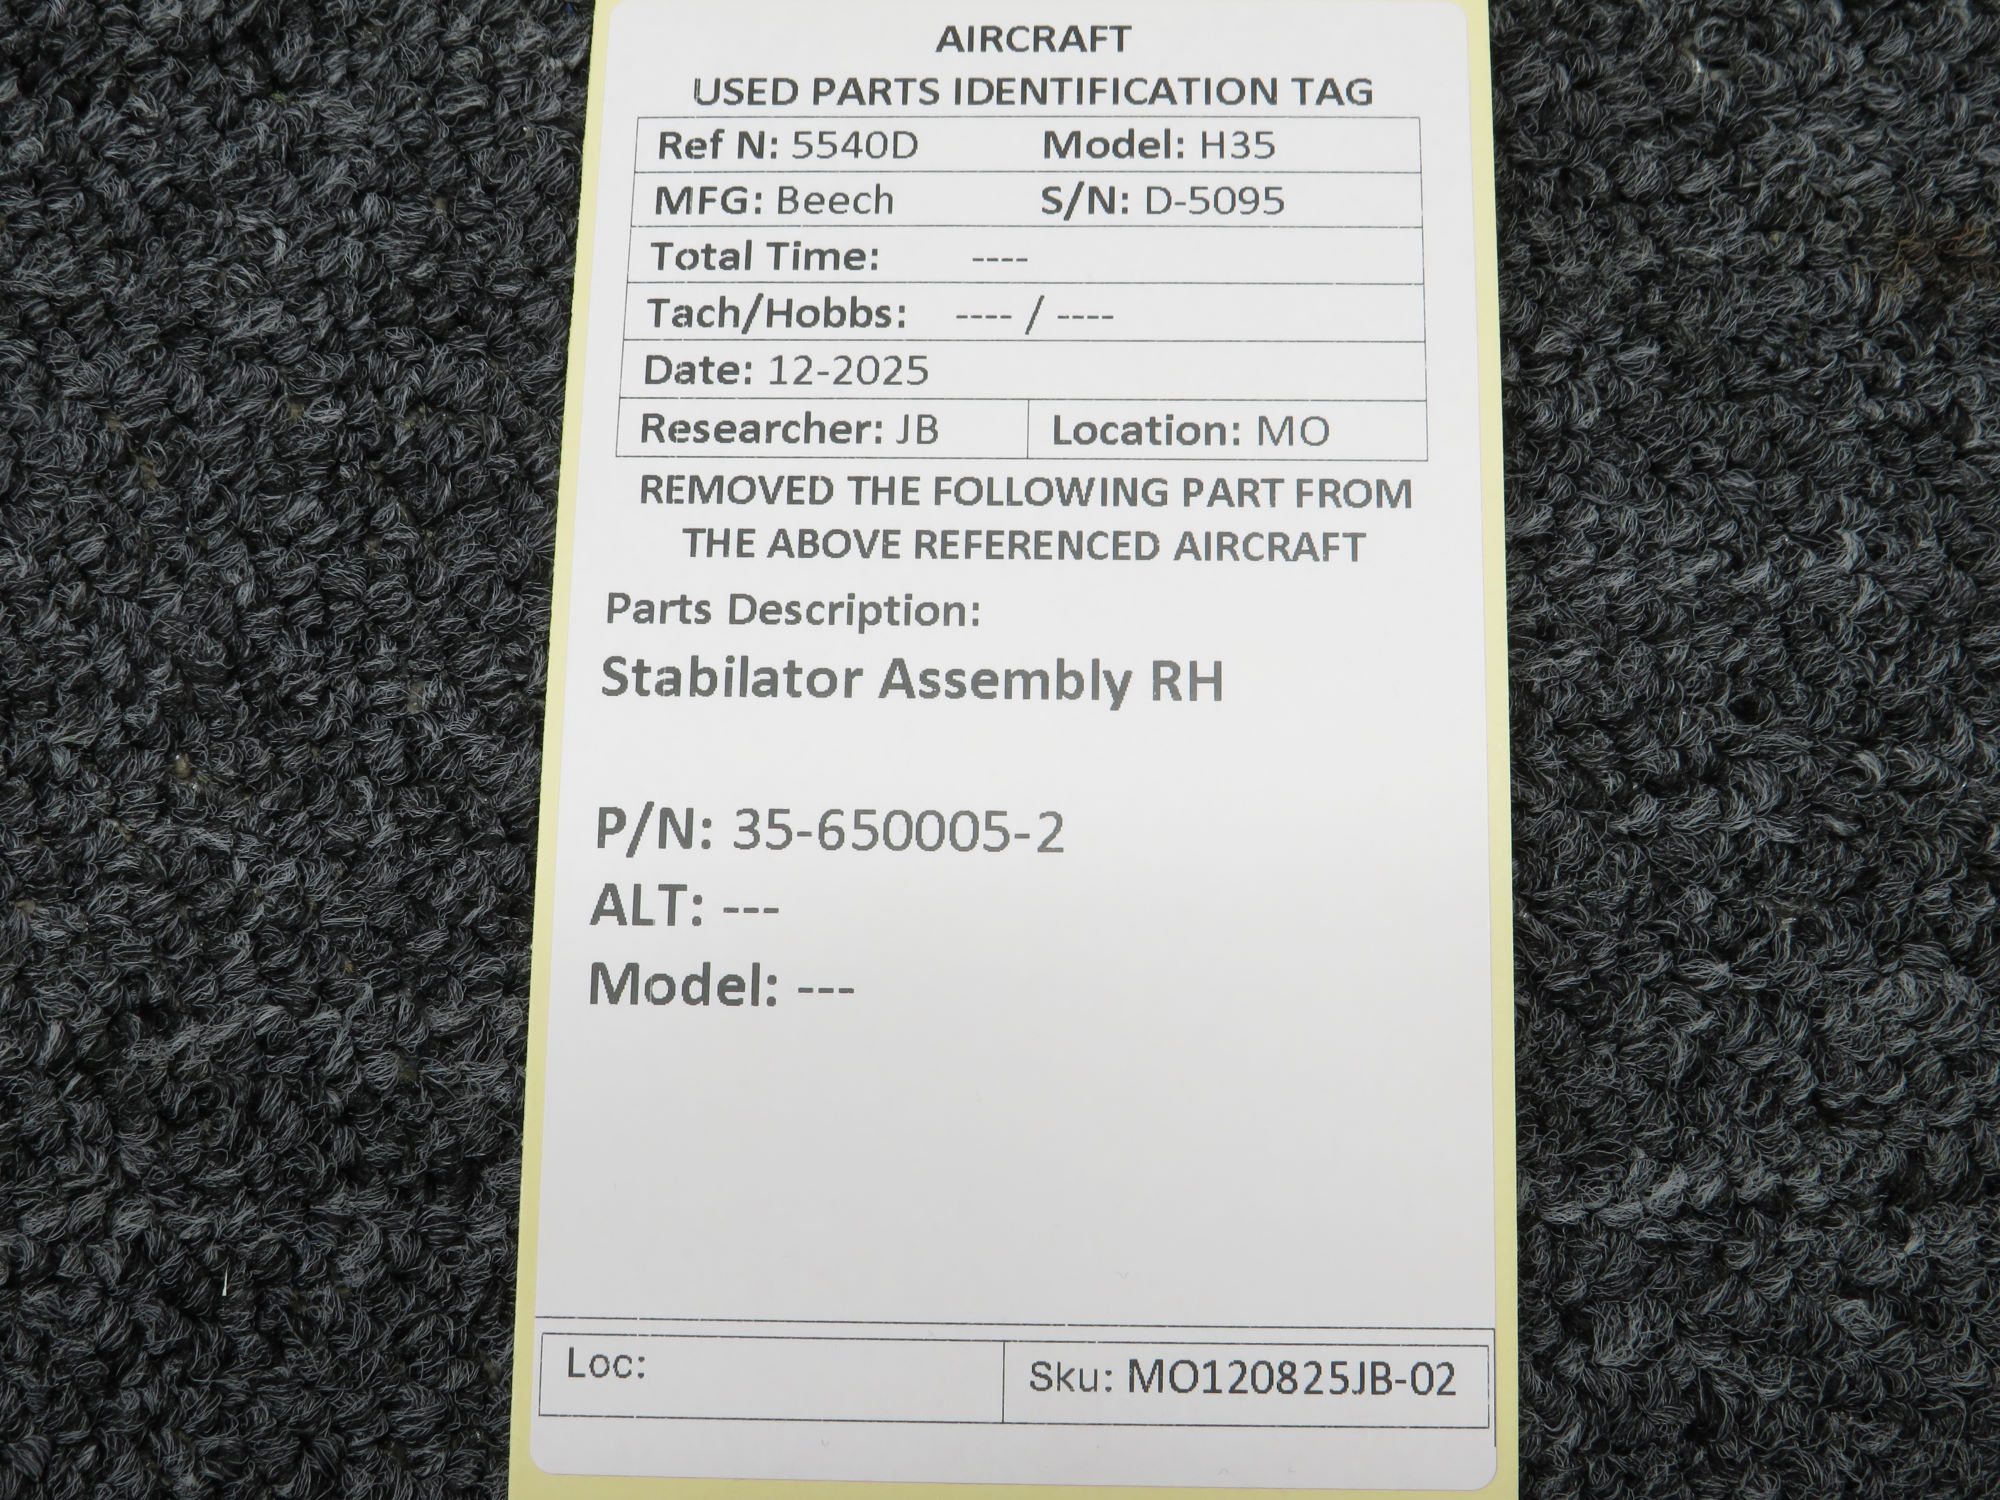 AIRCRAFT
USED PARTS IDENTIFICATION TAG
Ref N: 5540D Model: H35
MFG: Beech S/N: D-5095
Total Time: ----
Tach/Hobbs: ---- / ----
Date: 12-2025
Researcher: JB Location: MO
REMOVED THE FOLLOWING PART FROM
THE ABOVE REFERENCED AIRCRAFT
Parts Description:
Stabilator Assembly RH
P/N: 35-650005-2
ALT: ---
Model: ---
Loc: Sku: MO120825JB-02